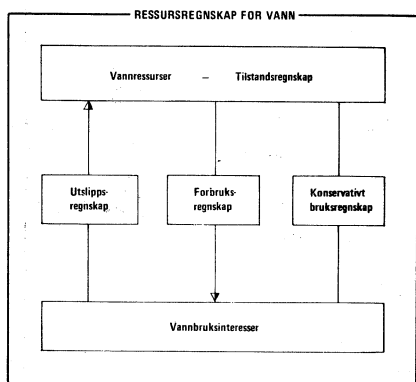 RESSURSREGNSKAP FOR VANN
Vannressurser – Tilstandsregnskap
Utslipps-
regnskap
Forbruks-
regnskap
Konservativt
bruksregnskap
Vannbruksinteresser